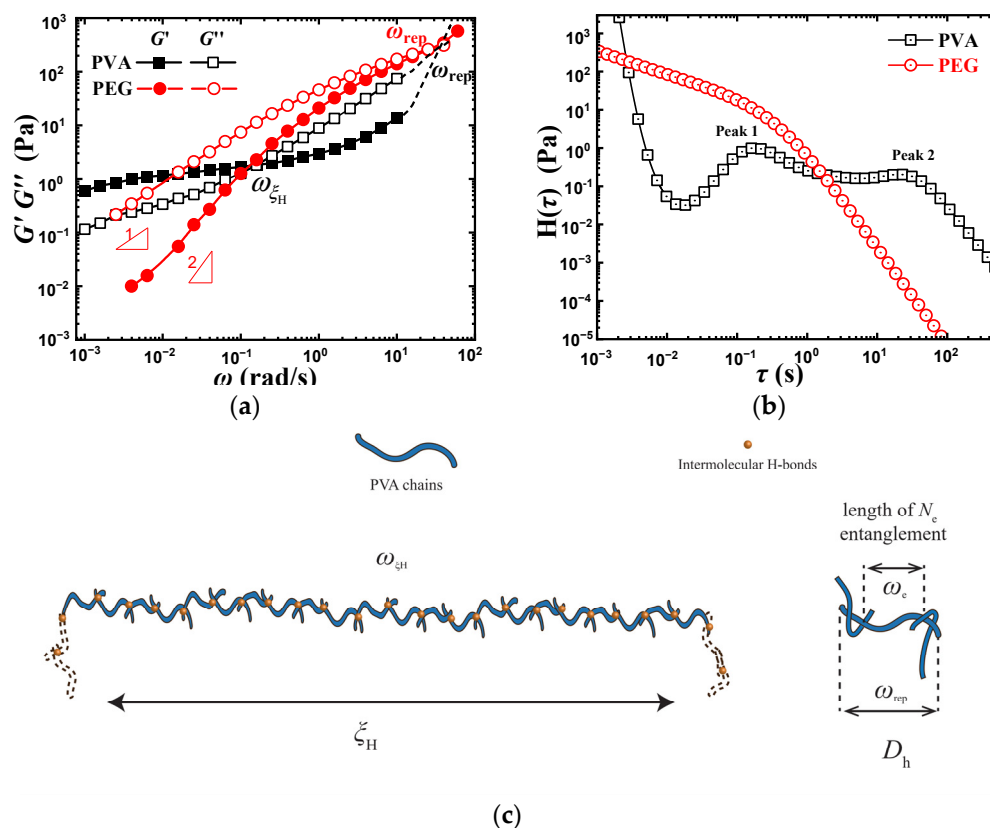 G' G''
PVA
PEG
ω_rep
ω_rep
ω_ξH
1
2
10³
10²
10¹
10⁰
10⁻¹
10⁻²
10⁻³
G' G'' (Pa)
10⁻³ 10⁻² 10⁻¹ 10⁰ 10¹ 10²
ω (rad/s)
(a)
PVA
PEG
Peak 1
Peak 2
10³
10²
10¹
10⁰
10⁻¹
10⁻²
10⁻³
10⁻⁴
10⁻⁵
H(τ) (Pa)
10⁻³ 10⁻² 10⁻¹ 10⁰ 10¹ 10²
τ (s)
(b)
PVA chains
Intermolecular H-bonds
length of N_e
entanglement
ω_ξH
ω_e
ω_rep
ξ_H
D_h
(c)